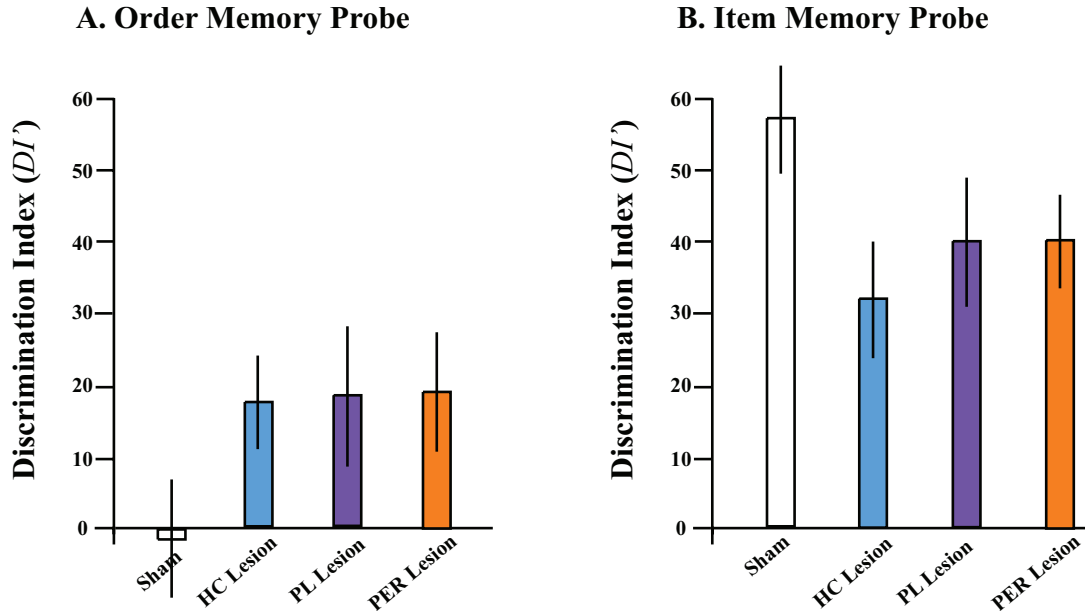 A. Order Memory Probe
Discrimination Index (DI’)
60
50
40
30
20
10
0
Sham
HC Lesion
PL Lesion
PER Lesion
B. Item Memory Probe
Discrimination Index (DI’)
60
50
40
30
20
10
0
Sham
HC Lesion
PL Lesion
PER Lesion